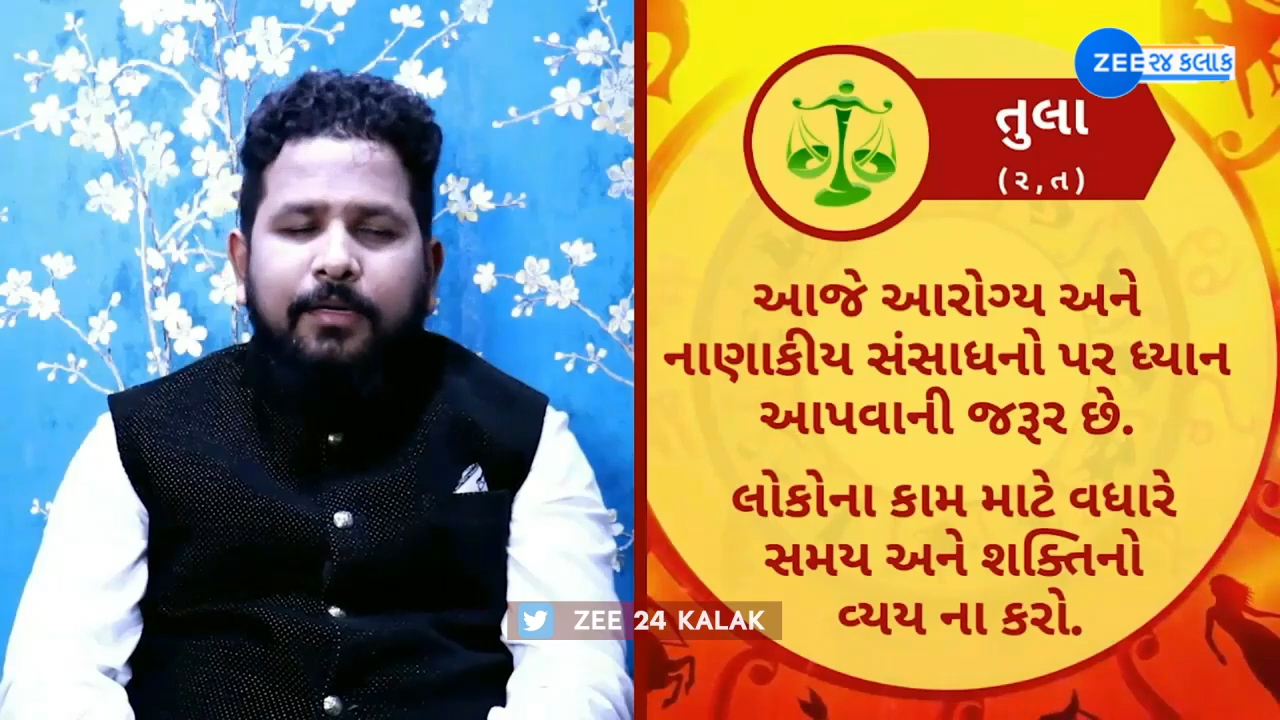 ZEE ૨૪ કલાક
તુલા
(ર,ત)
આજે આરોગ્ય અને
નાણાકીય સંસાધનો પર ધ્યાન
આપવાની જરૂર છે.
લોકોના કામ માટે વધારે
સમય અને શક્તિનો
વ્યય ના કરો.
ZEE 24 KALAK